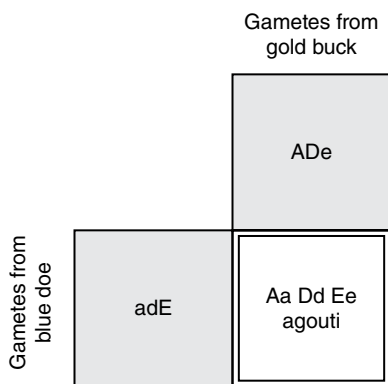 Gametes from
gold buck
ADe
Gametes from
blue doe
adE
Aa Dd Ee
agouti